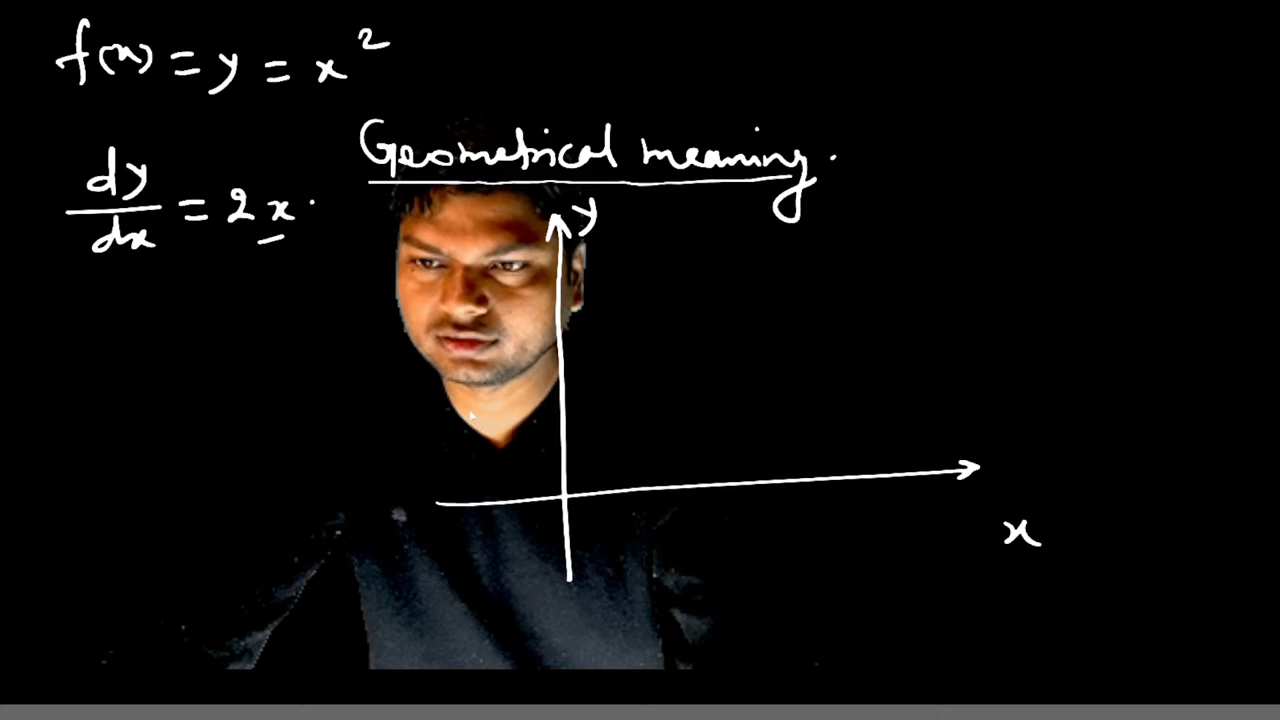 f(x) = y = x²
Geometrical meaning.
dy/dx = 2x.
y
x